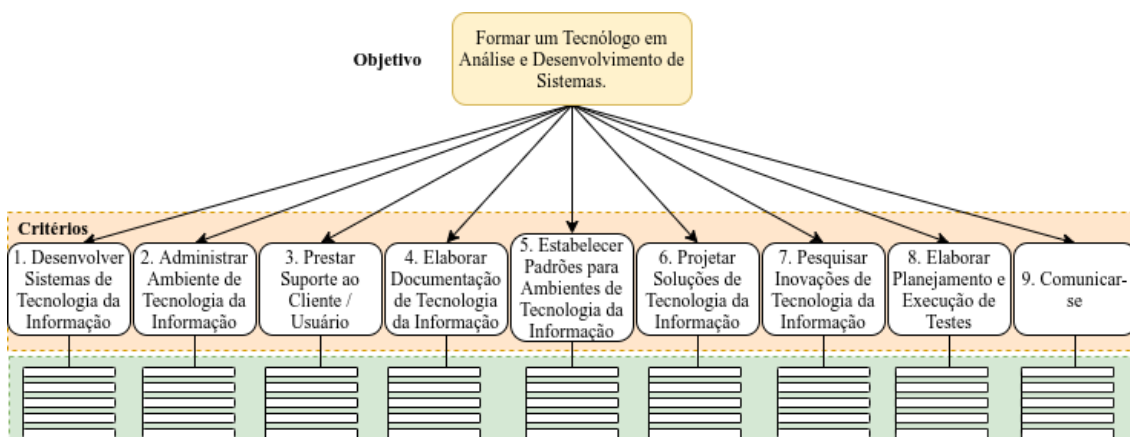 Formar um Tecnólogo em
Análise e Desenvolvimento de
Sistemas.
Objetivo
Critérios
1. Desenvolver
Sistemas de
Tecnologia da
Informação
2. Administrar
Ambiente de
Tecnologia da
Informação
3. Prestar
Suporte ao
Cliente /
Usuário
4. Elaborar
Documentação
de Tecnologia
da Informação
5. Estabelecer
Padrões para
Ambientes de
Tecnologia da
Informação
6. Projetar
Soluções de
Tecnologia da
Informação
7. Pesquisar
Inovações de
Tecnologia da
Informação
8. Elaborar
Planejamento e
Execução de
Testes
9. Comunicar-
se